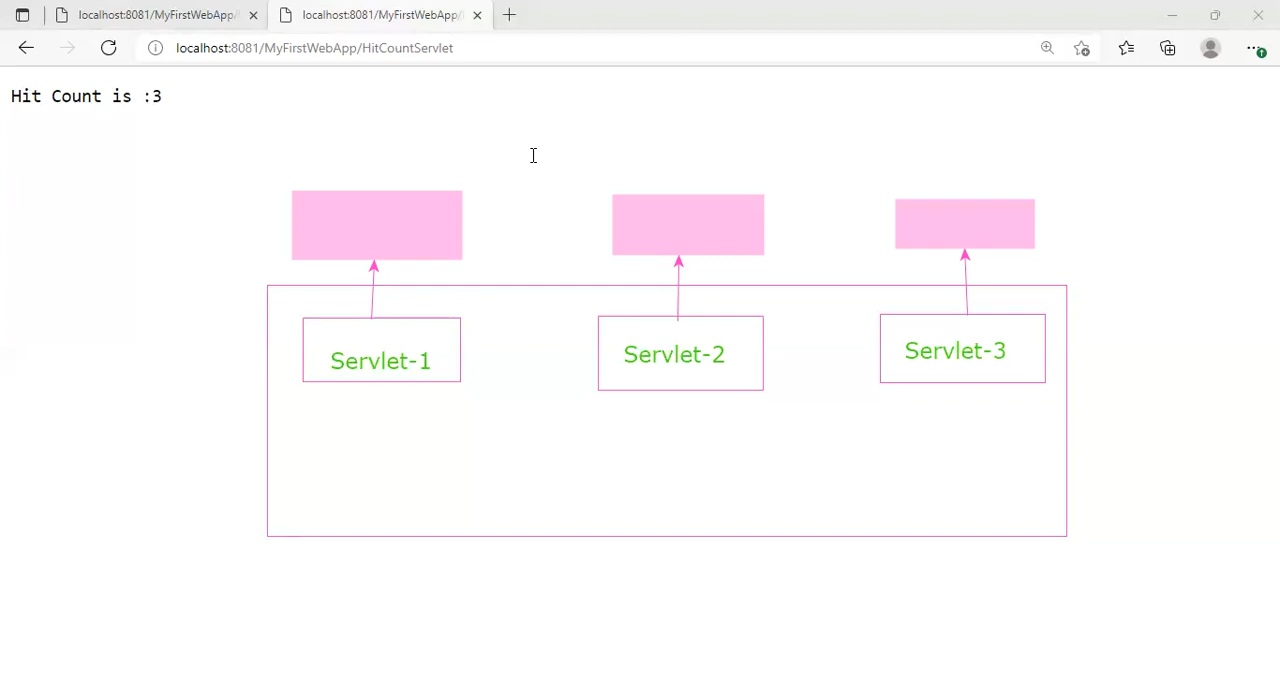 localhost:8081/MyFirstWebApp/
localhost:8081/MyFirstWebApp/
localhost:8081/MyFirstWebApp/HitCountServlet
Hit Count is :3
Servlet-1
Servlet-2
Servlet-3